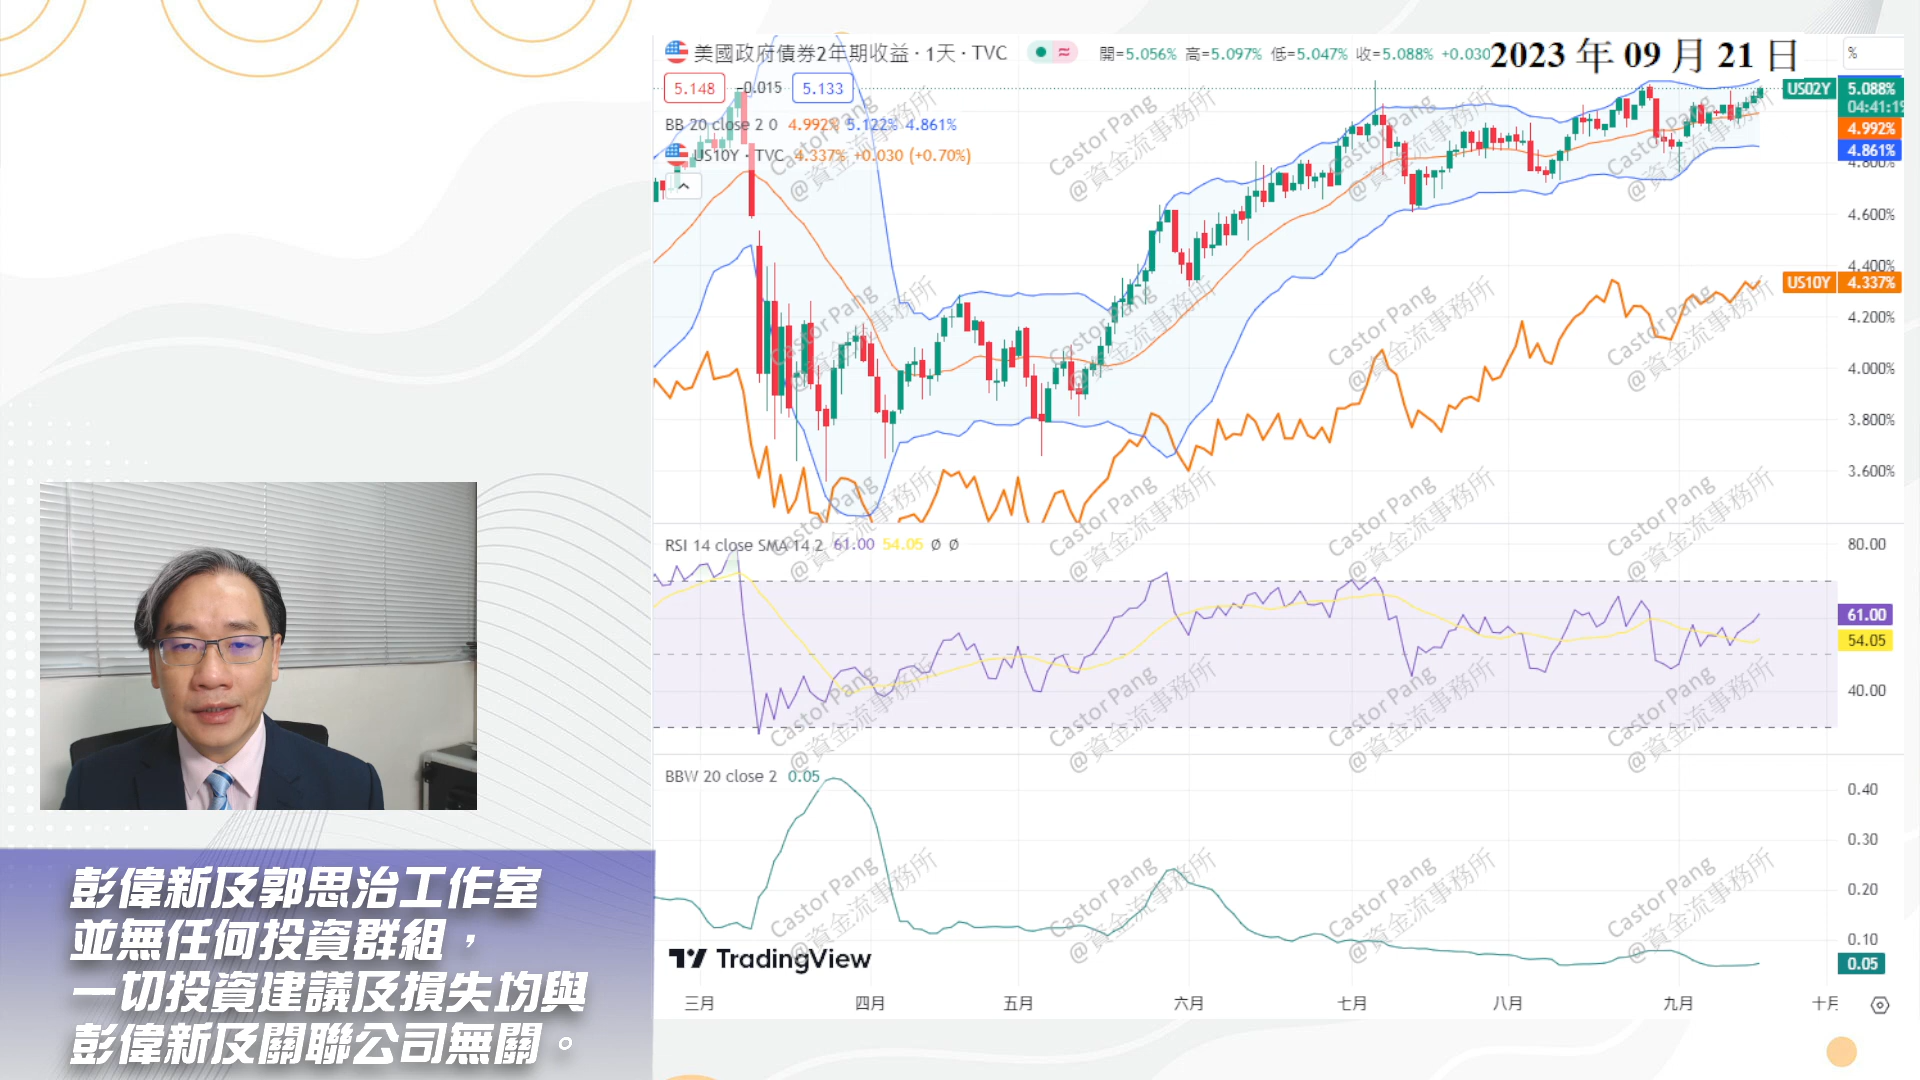 美國政府債券2年期收益 · 1天 · TVC
開=5.056% 高=5.097% 低=5.047% 收=5.088% +0.030
2023 年 09 月 21 日
%
5.148 -0.015 5.133
US02Y 5.088%
04:41:19
BB 20 close 2 0 4.992% 5.122% 4.861%
4.992%
4.861%
US10Y · TVC 4.337% +0.030 (+0.70%)
4.800%
4.600%
4.400%
US10Y 4.337%
4.200%
4.000%
3.800%
3.600%
RSI 14 close SMA 14 2 61.00 54.05 Ø Ø
80.00
61.00
54.05
40.00
BBW 20 close 2 0.05
0.40
0.30
0.20
0.10
0.05
TradingView
三月 四月 五月 六月 七月 八月 九月 十月
Castor Pang
@資金流事務所
彭偉新及郭思治工作室
並無任何投資群組，
一切投資建議及損失均與
彭偉新及關聯公司無關。